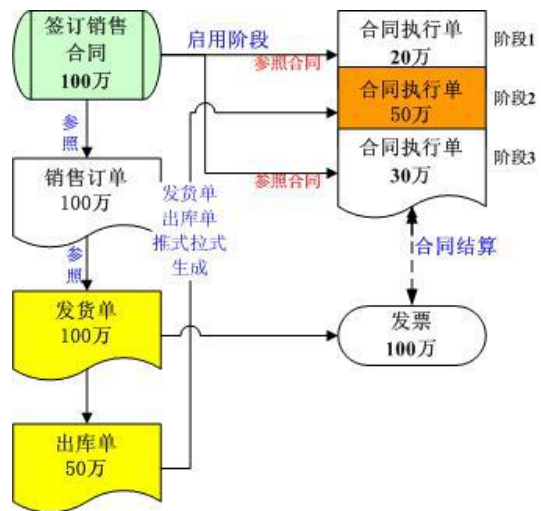 签订销售
合同
100万
启用阶段
参照合同
合同执行单
20万
阶段1
合同执行单
50万
阶段2
合同执行单
30万
阶段3
参照合同
参
照
销售订单
100万
发货单
出库单
推式拉式
生成
参
照
合同结算
发货单
100万
发票
100万
出库单
50万